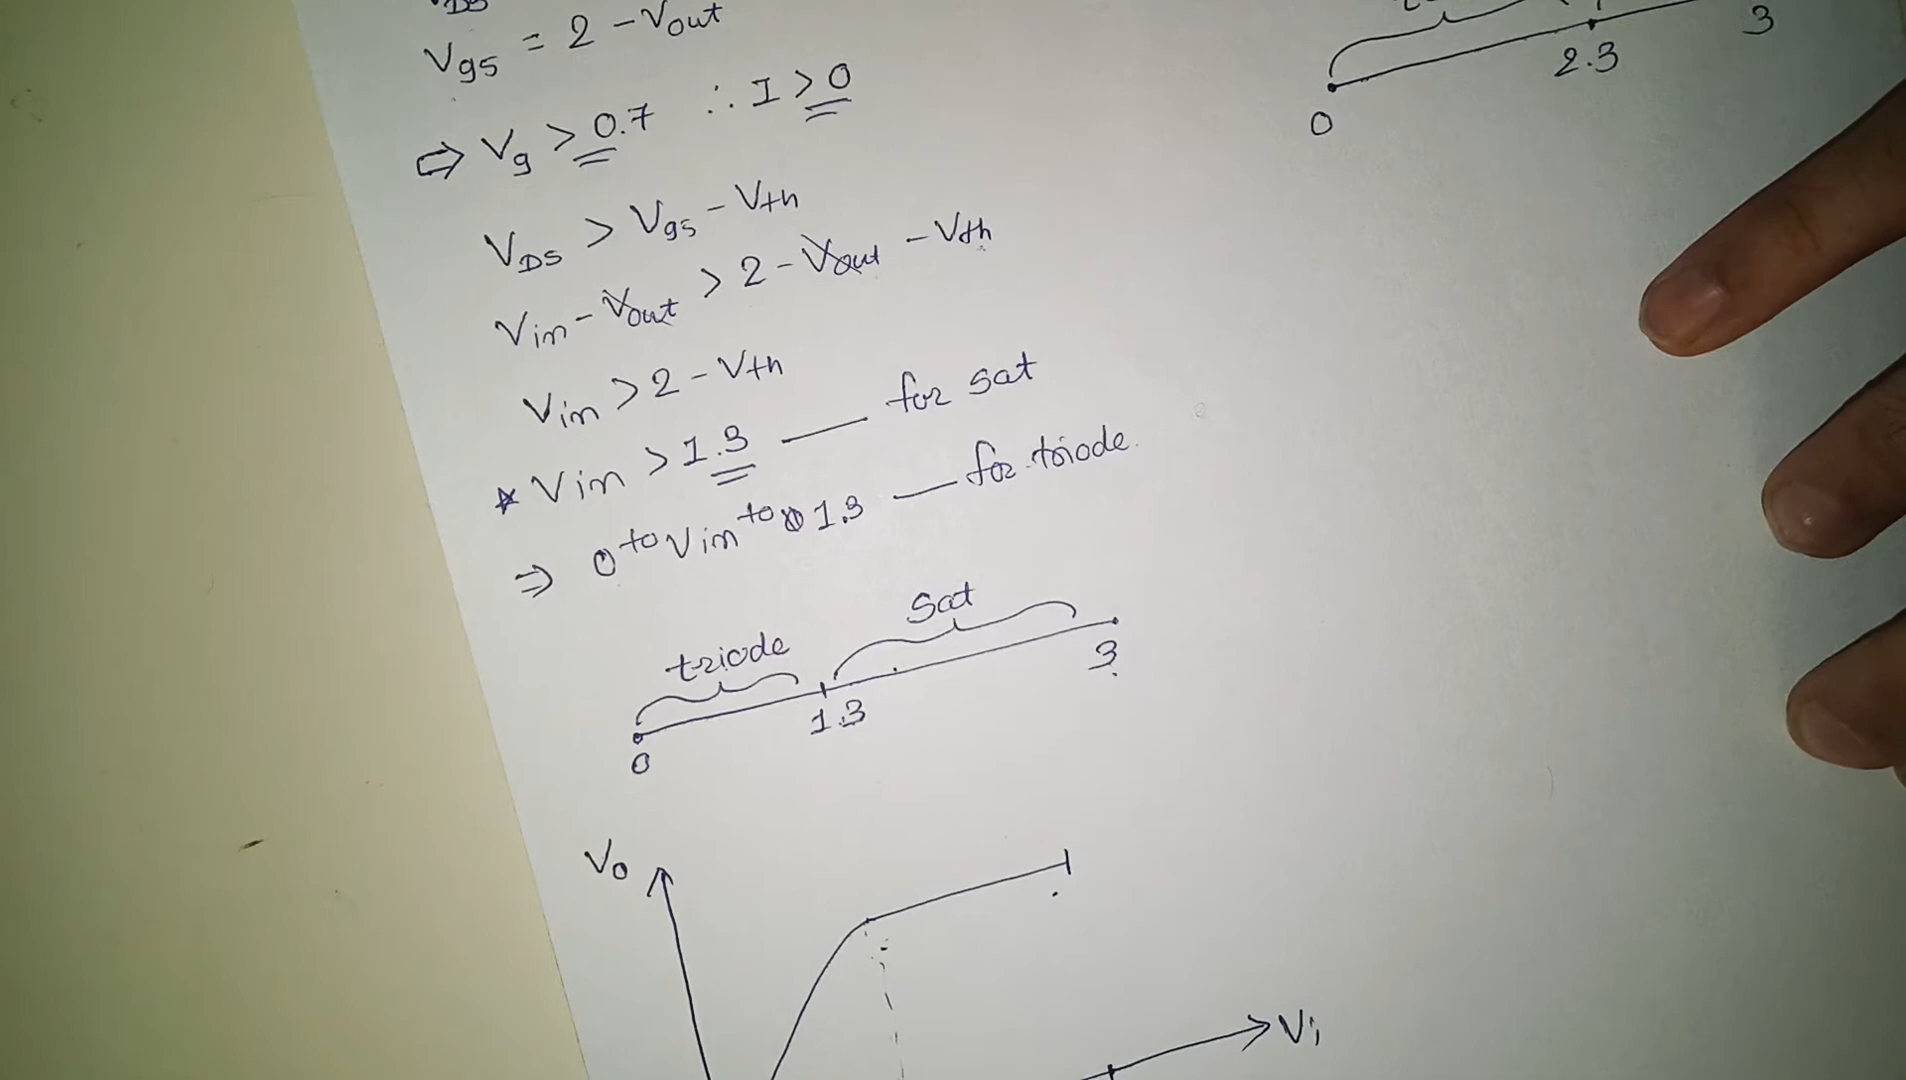 VDS
Vgs = 2 - Vout
⇒ Vg > 0.7 ∴ I > 0
VDS > Vgs - Vth
Vin - Vout > 2 - Vout - Vth
Vin > 2 - Vth
* Vin > 1.3 — for sat
⇒ 0 to Vin to 1.3 — for triode.
triode
Sat
0
1.3
3
Vo
Vi
0
2.3
3